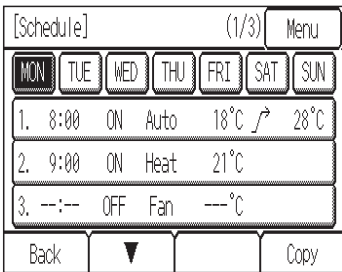 [Schedule] (1/3) Menu
MON TUE WED THU FRI SAT SUN
1. 8:00 ON Auto 18°C 28°C
2. 9:00 ON Heat 21°C
3. --:-- OFF Fan ---°C
Back ▼ Copy